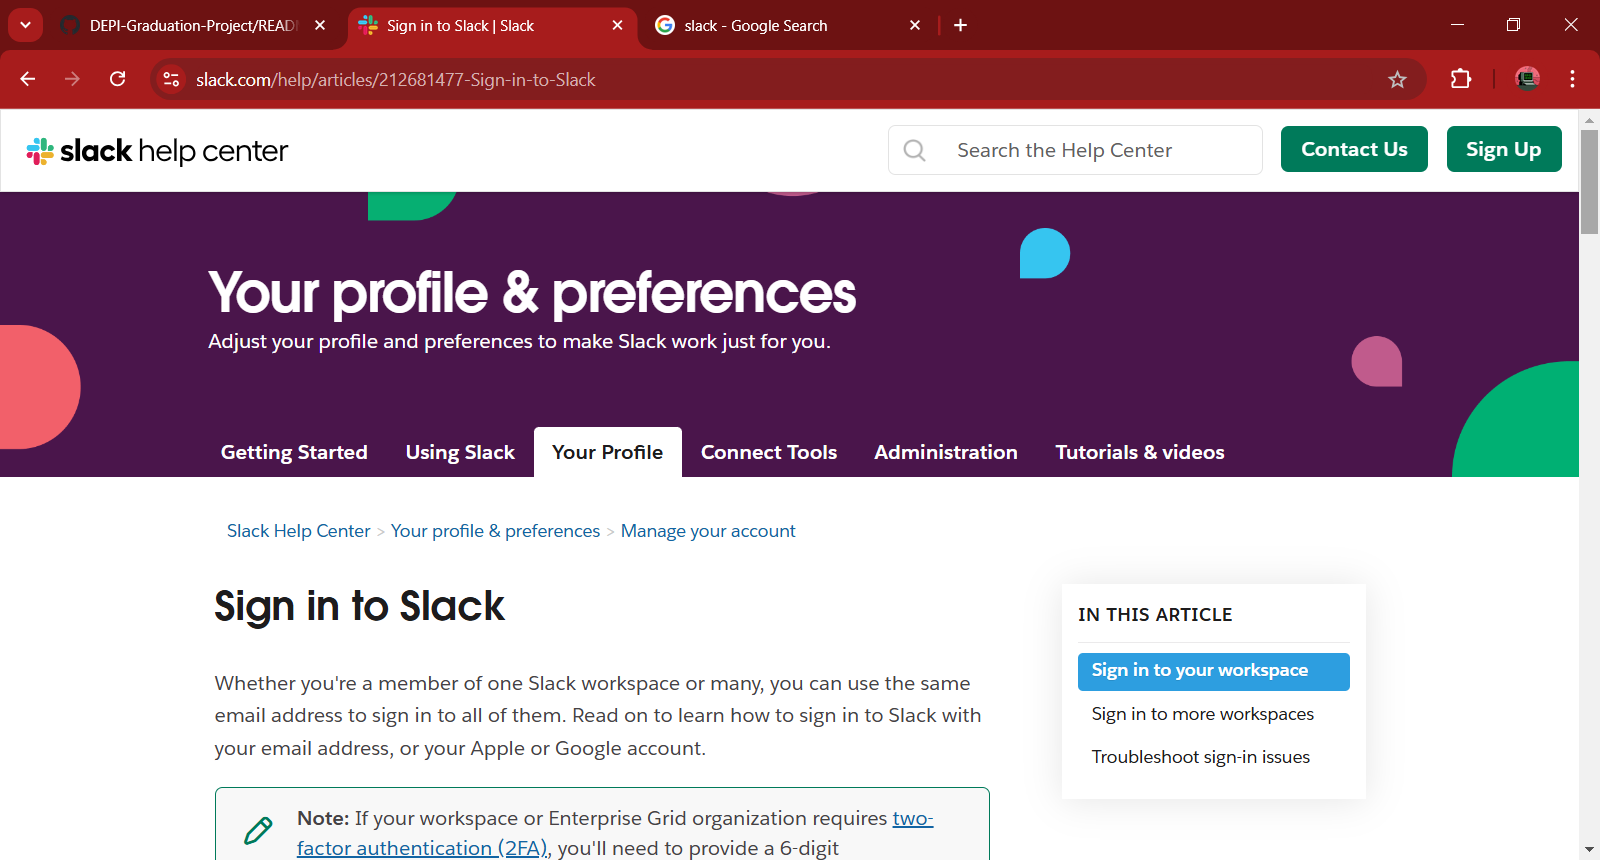 DEPI-Graduation-Project/READ
Sign in to Slack | Slack
slack - Google Search
slack.com/help/articles/212681477-Sign-in-to-Slack
slack help center
Search the Help Center
Contact Us
Sign Up
Your profile & preferences
Adjust your profile and preferences to make Slack work just for you.
Getting Started
Using Slack
Your Profile
Connect Tools
Administration
Tutorials & videos
Slack Help Center > Your profile & preferences > Manage your account
Sign in to Slack
Whether you're a member of one Slack workspace or many, you can use the same
email address to sign in to all of them. Read on to learn how to sign in to Slack with
your email address, or your Apple or Google account.
Note: If your workspace or Enterprise Grid organization requires two-
factor authentication (2FA), you'll need to provide a 6-digit
IN THIS ARTICLE
Sign in to your workspace
Sign in to more workspaces
Troubleshoot sign-in issues